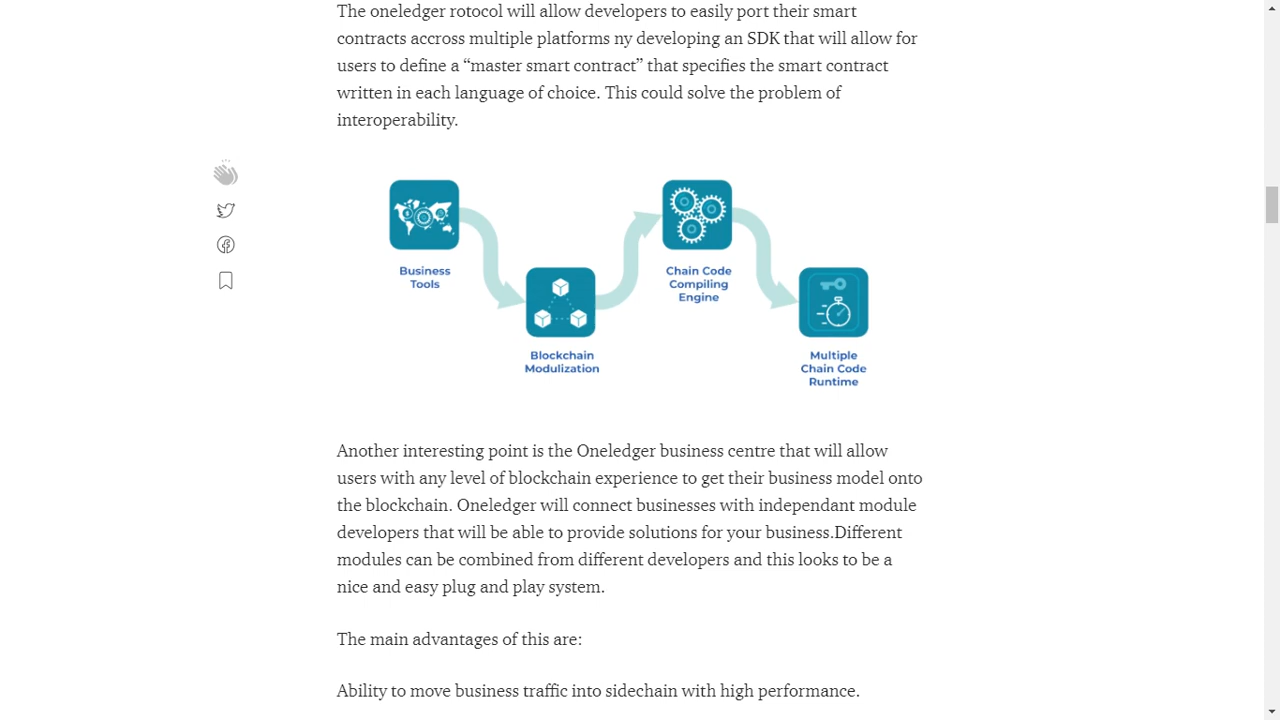 The oneledger rotocol will allow developers to easily port their smart
contracts accross multiple platforms ny developing an SDK that will allow for
users to define a “master smart contract” that specifies the smart contract
written in each language of choice. This could solve the problem of
interoperability.
Business
Tools
Blockchain
Modulization
Chain Code
Compiling
Engine
Multiple
Chain Code
Runtime
Another interesting point is the Oneledger business centre that will allow
users with any level of blockchain experience to get their business model onto
the blockchain. Oneledger will connect businesses with independant module
developers that will be able to provide solutions for your business.Different
modules can be combined from different developers and this looks to be a
nice and easy plug and play system.
The main advantages of this are:
Ability to move business traffic into sidechain with high performance.